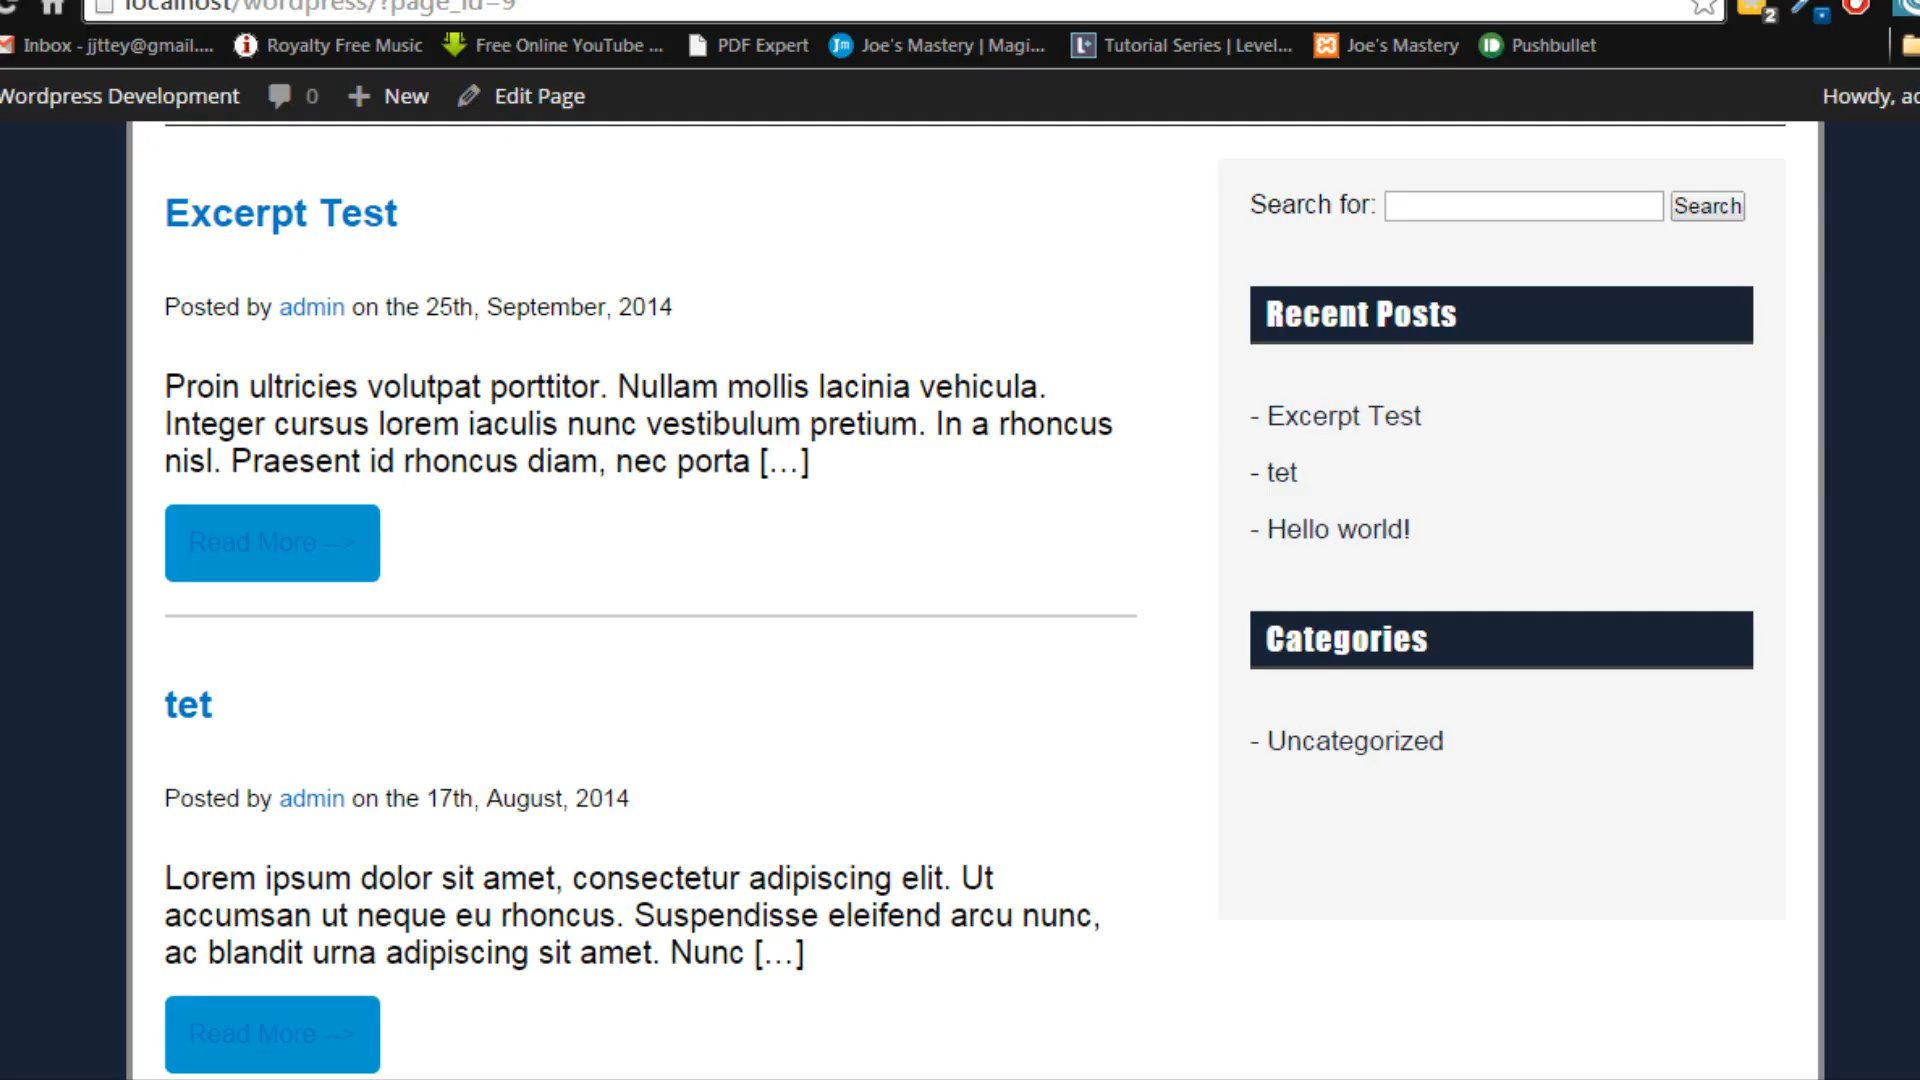 localhost/wordpress/?page_id=9
Inbox - jjttey@gmail....
Royalty Free Music
Free Online YouTube ...
PDF Expert
Joe's Mastery | Magi...
Tutorial Series | Level...
Joe's Mastery
Pushbullet
2
Wordpress Development
0
New
Edit Page
Howdy,
Excerpt Test
Posted by admin on the 25th, September, 2014
Proin ultricies volutpat porttitor. Nullam mollis lacinia vehicula.
Integer cursus lorem iaculis nunc vestibulum pretium. In a rhoncus
nisl. Praesent id rhoncus diam, nec porta […]
Read More -->
tet
Posted by admin on the 17th, August, 2014
Lorem ipsum dolor sit amet, consectetur adipiscing elit. Ut
accumsan ut neque eu rhoncus. Suspendisse eleifend arcu nunc,
ac blandit urna adipiscing sit amet. Nunc […]
Read More -->
Search for:
Search
Recent Posts
- Excerpt Test
- tet
- Hello world!
Categories
- Uncategorized